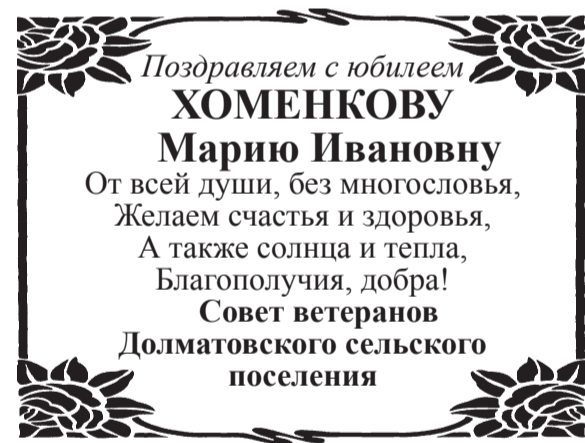 Поздравляем с юбилеем
ХОМЕНКОВУ
Марию Ивановну
От всей души, без многословья,
Желаем счастья и здоровья,
А также солнца и тепла,
Благополучия, добра!
Совет ветеранов
Долматовского сельского
поселения